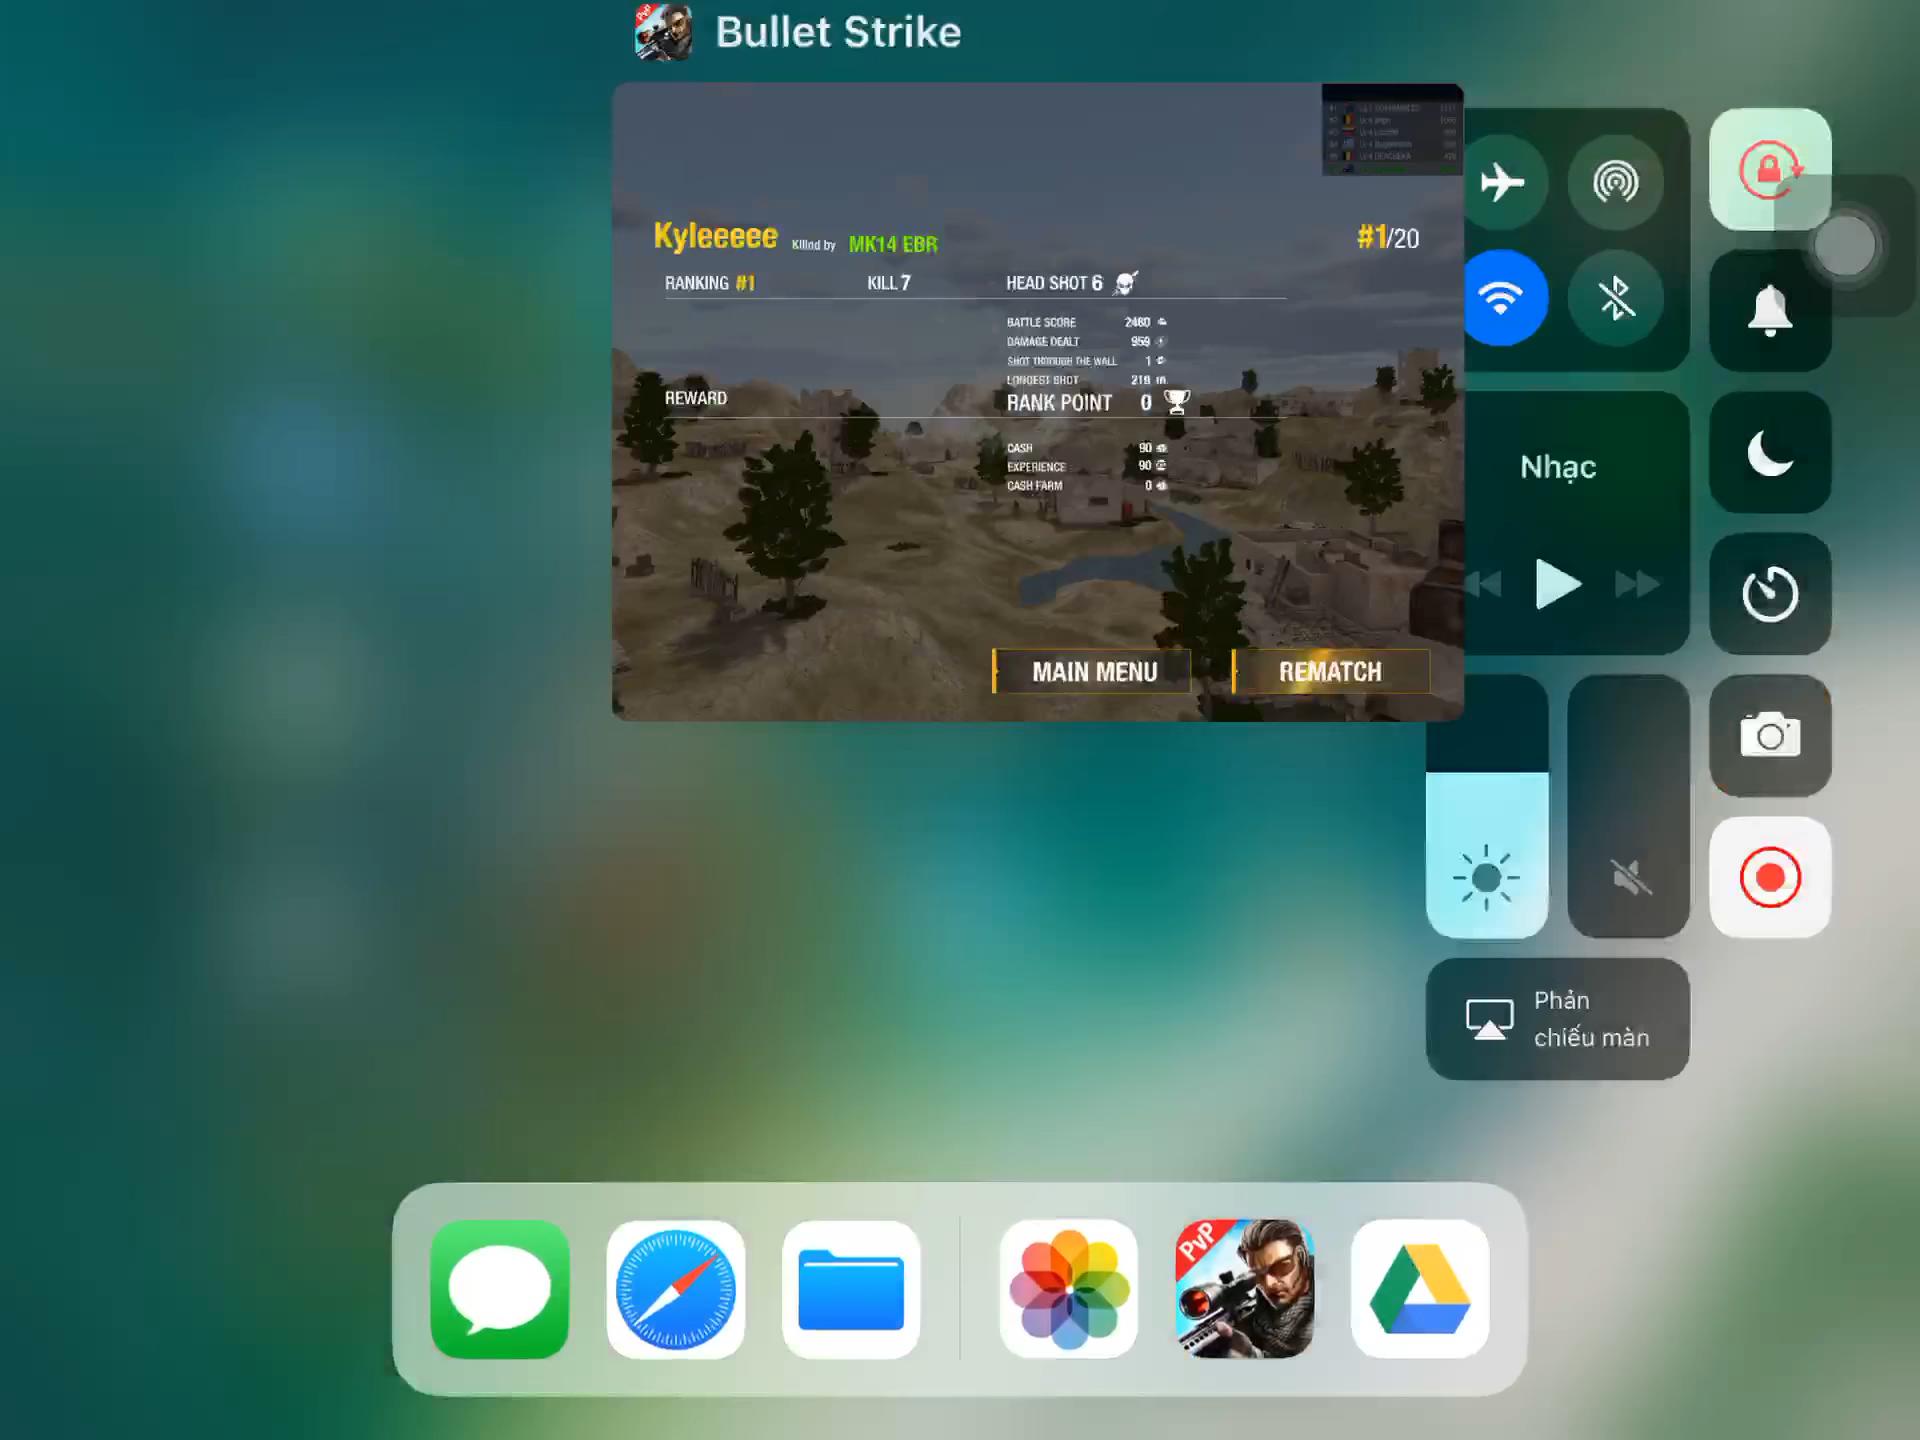 Bullet Strike
Kyleeeee Killed by MK14 EBR #1/20
RANKING #1 KILL 7 HEAD SHOT 6
BATTLE SCORE 2460
DAMAGE DEALT 959
SHOT THROUGH THE WALL 1
LONGEST SHOT 218 m
REWARD RANK POINT 0
CASH 90
EXPERIENCE 90
CASH FARM 0
MAIN MENU REMATCH
Nhạc
Phản
chiếu màn
PvP